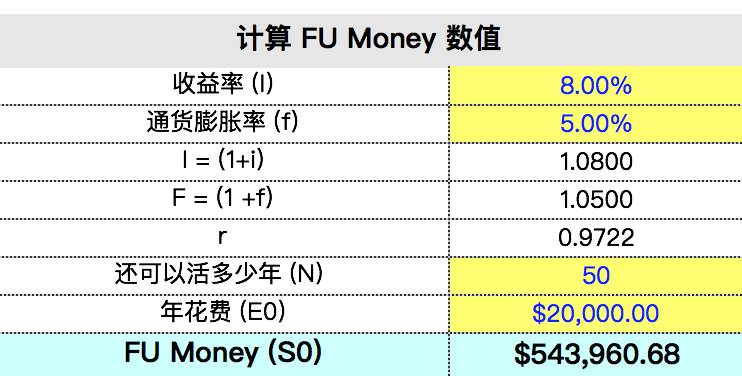 计算 FU Money 数值
收益率 (I) 8.00%
通货膨胀率 (f) 5.00%
I = (1+i) 1.0800
F = (1 +f) 1.0500
r 0.9722
还可以活多少年 (N) 50
年花费 (E0) $20,000.00
FU Money (S0) $543,960.68